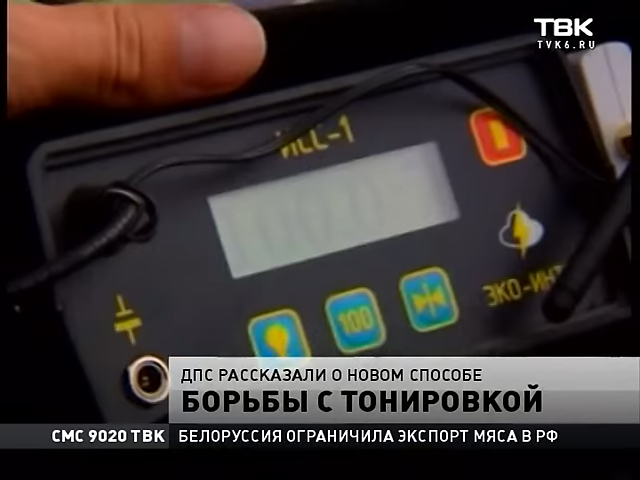 ТВК
TVK6.RU
ИСС-1
100
ЭКО-ИНТ
ДПС РАССКАЗАЛИ О НОВОМ СПОСОБЕ
БОРЬБЫ С ТОНИРОВКОЙ
СМС 9020 ТВК БЕЛОРУССИЯ ОГРАНИЧИЛА ЭКСПОРТ МЯСА В РФ